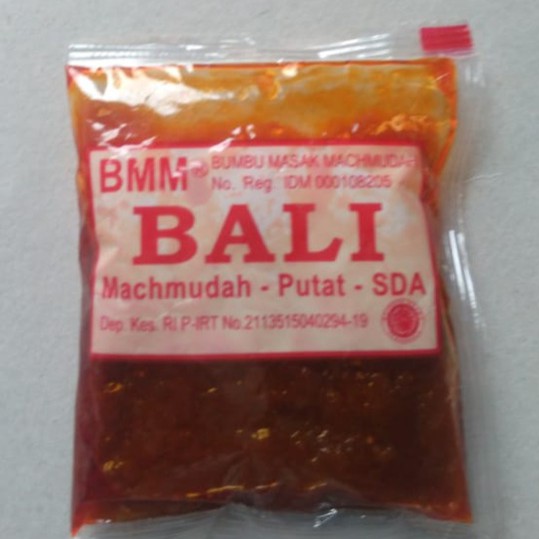 BMM® BUMBU MASAK MACHMUDAH
No. Reg. IDM 000108205
BALI
Machmudah - Putat - SDA
Dep. Kes. RI P-IRT No.2113515040294-19